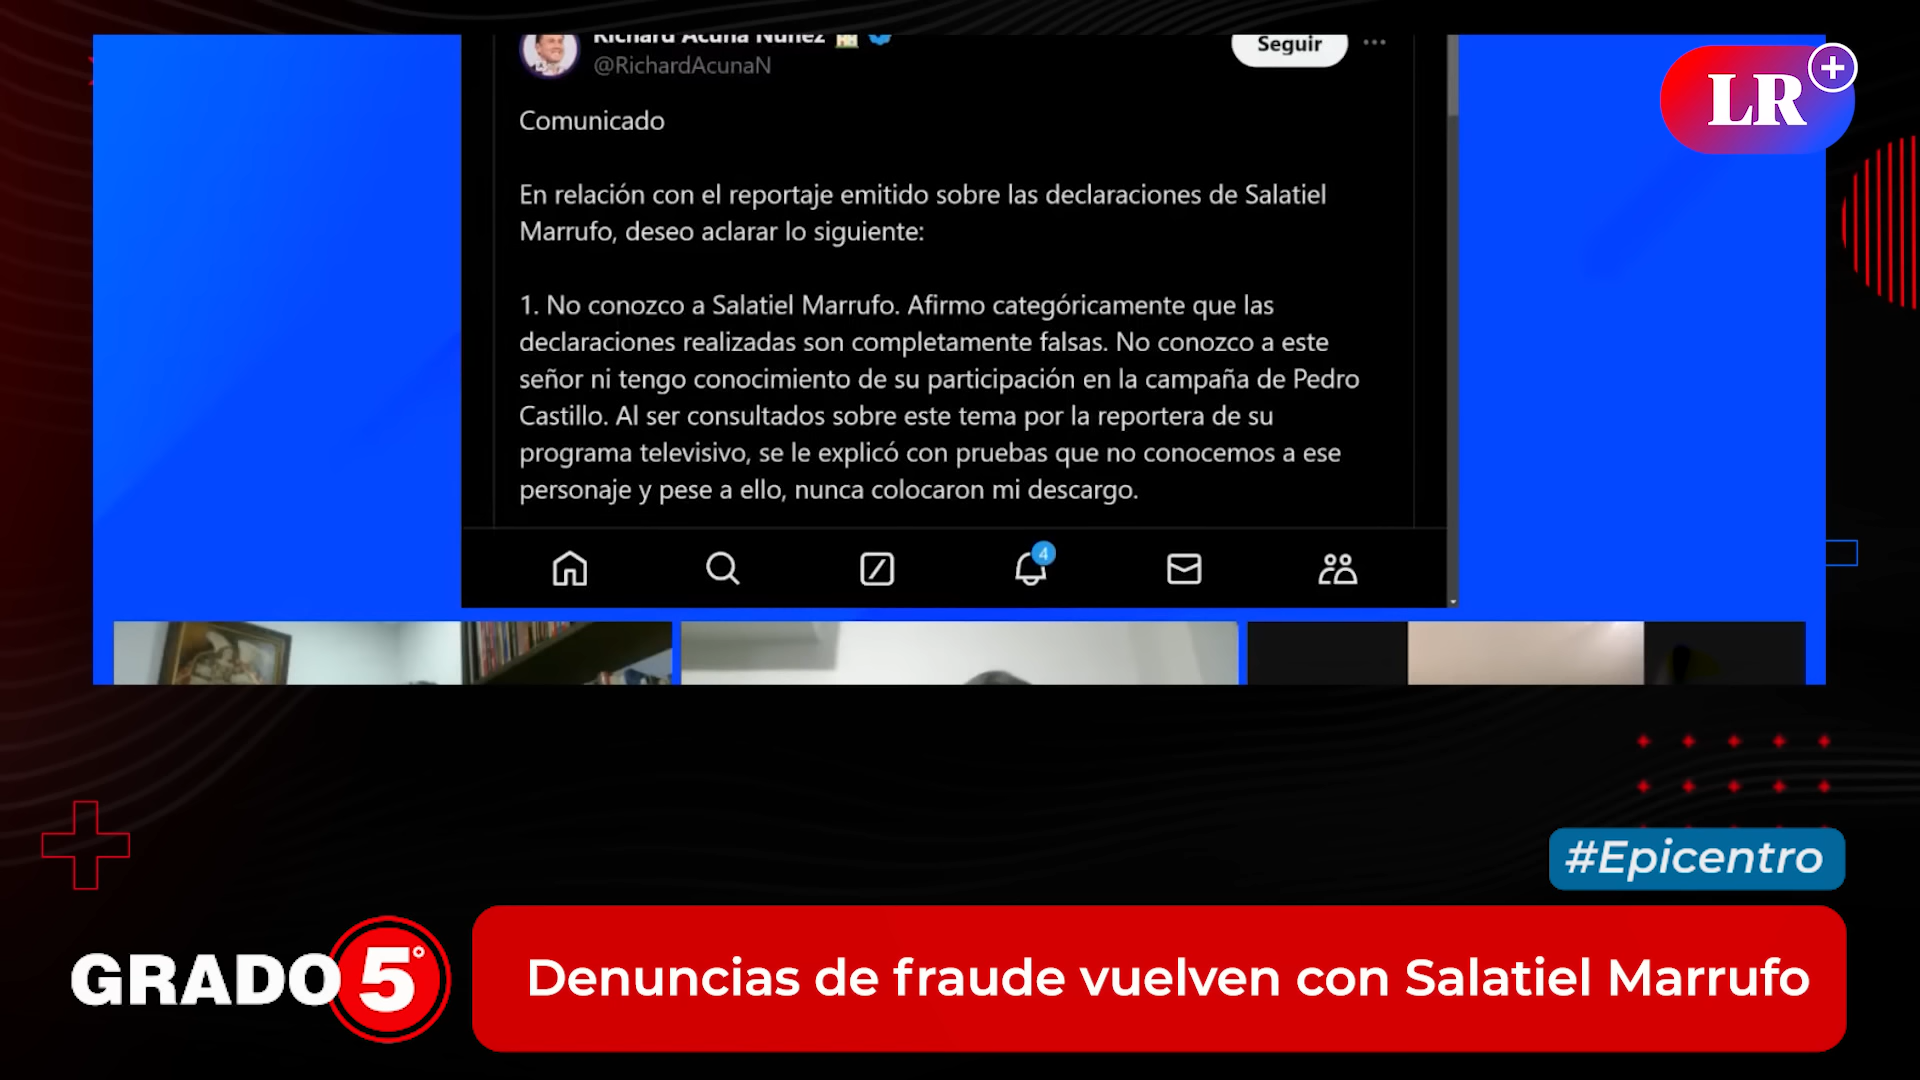 Richard Acuña Núñez
@RichardAcunaN
Seguir
LR+
Comunicado
En relación con el reportaje emitido sobre las declaraciones de Salatiel
Marrufo, deseo aclarar lo siguiente:
1. No conozco a Salatiel Marrufo. Afirmo categóricamente que las
declaraciones realizadas son completamente falsas. No conozco a este
señor ni tengo conocimiento de su participación en la campaña de Pedro
Castillo. Al ser consultados sobre este tema por la reportera de su
programa televisivo, se le explicó con pruebas que no conocemos a ese
personaje y pese a ello, nunca colocaron mi descargo.
4
#Epicentro
GRADO 5°
Denuncias de fraude vuelven con Salatiel Marrufo